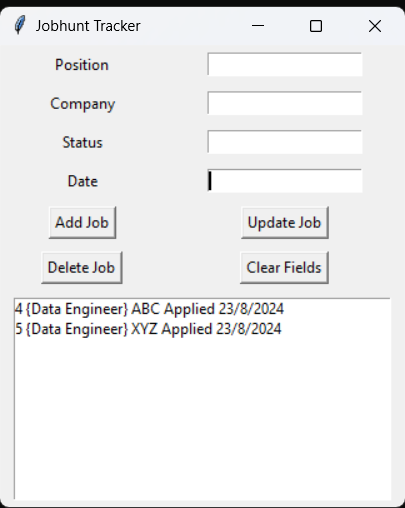 Jobhunt Tracker
Position
Company
Status
Date
Add Job
Update Job
Delete Job
Clear Fields
4 {Data Engineer} ABC Applied 23/8/2024
5 {Data Engineer} XYZ Applied 23/8/2024